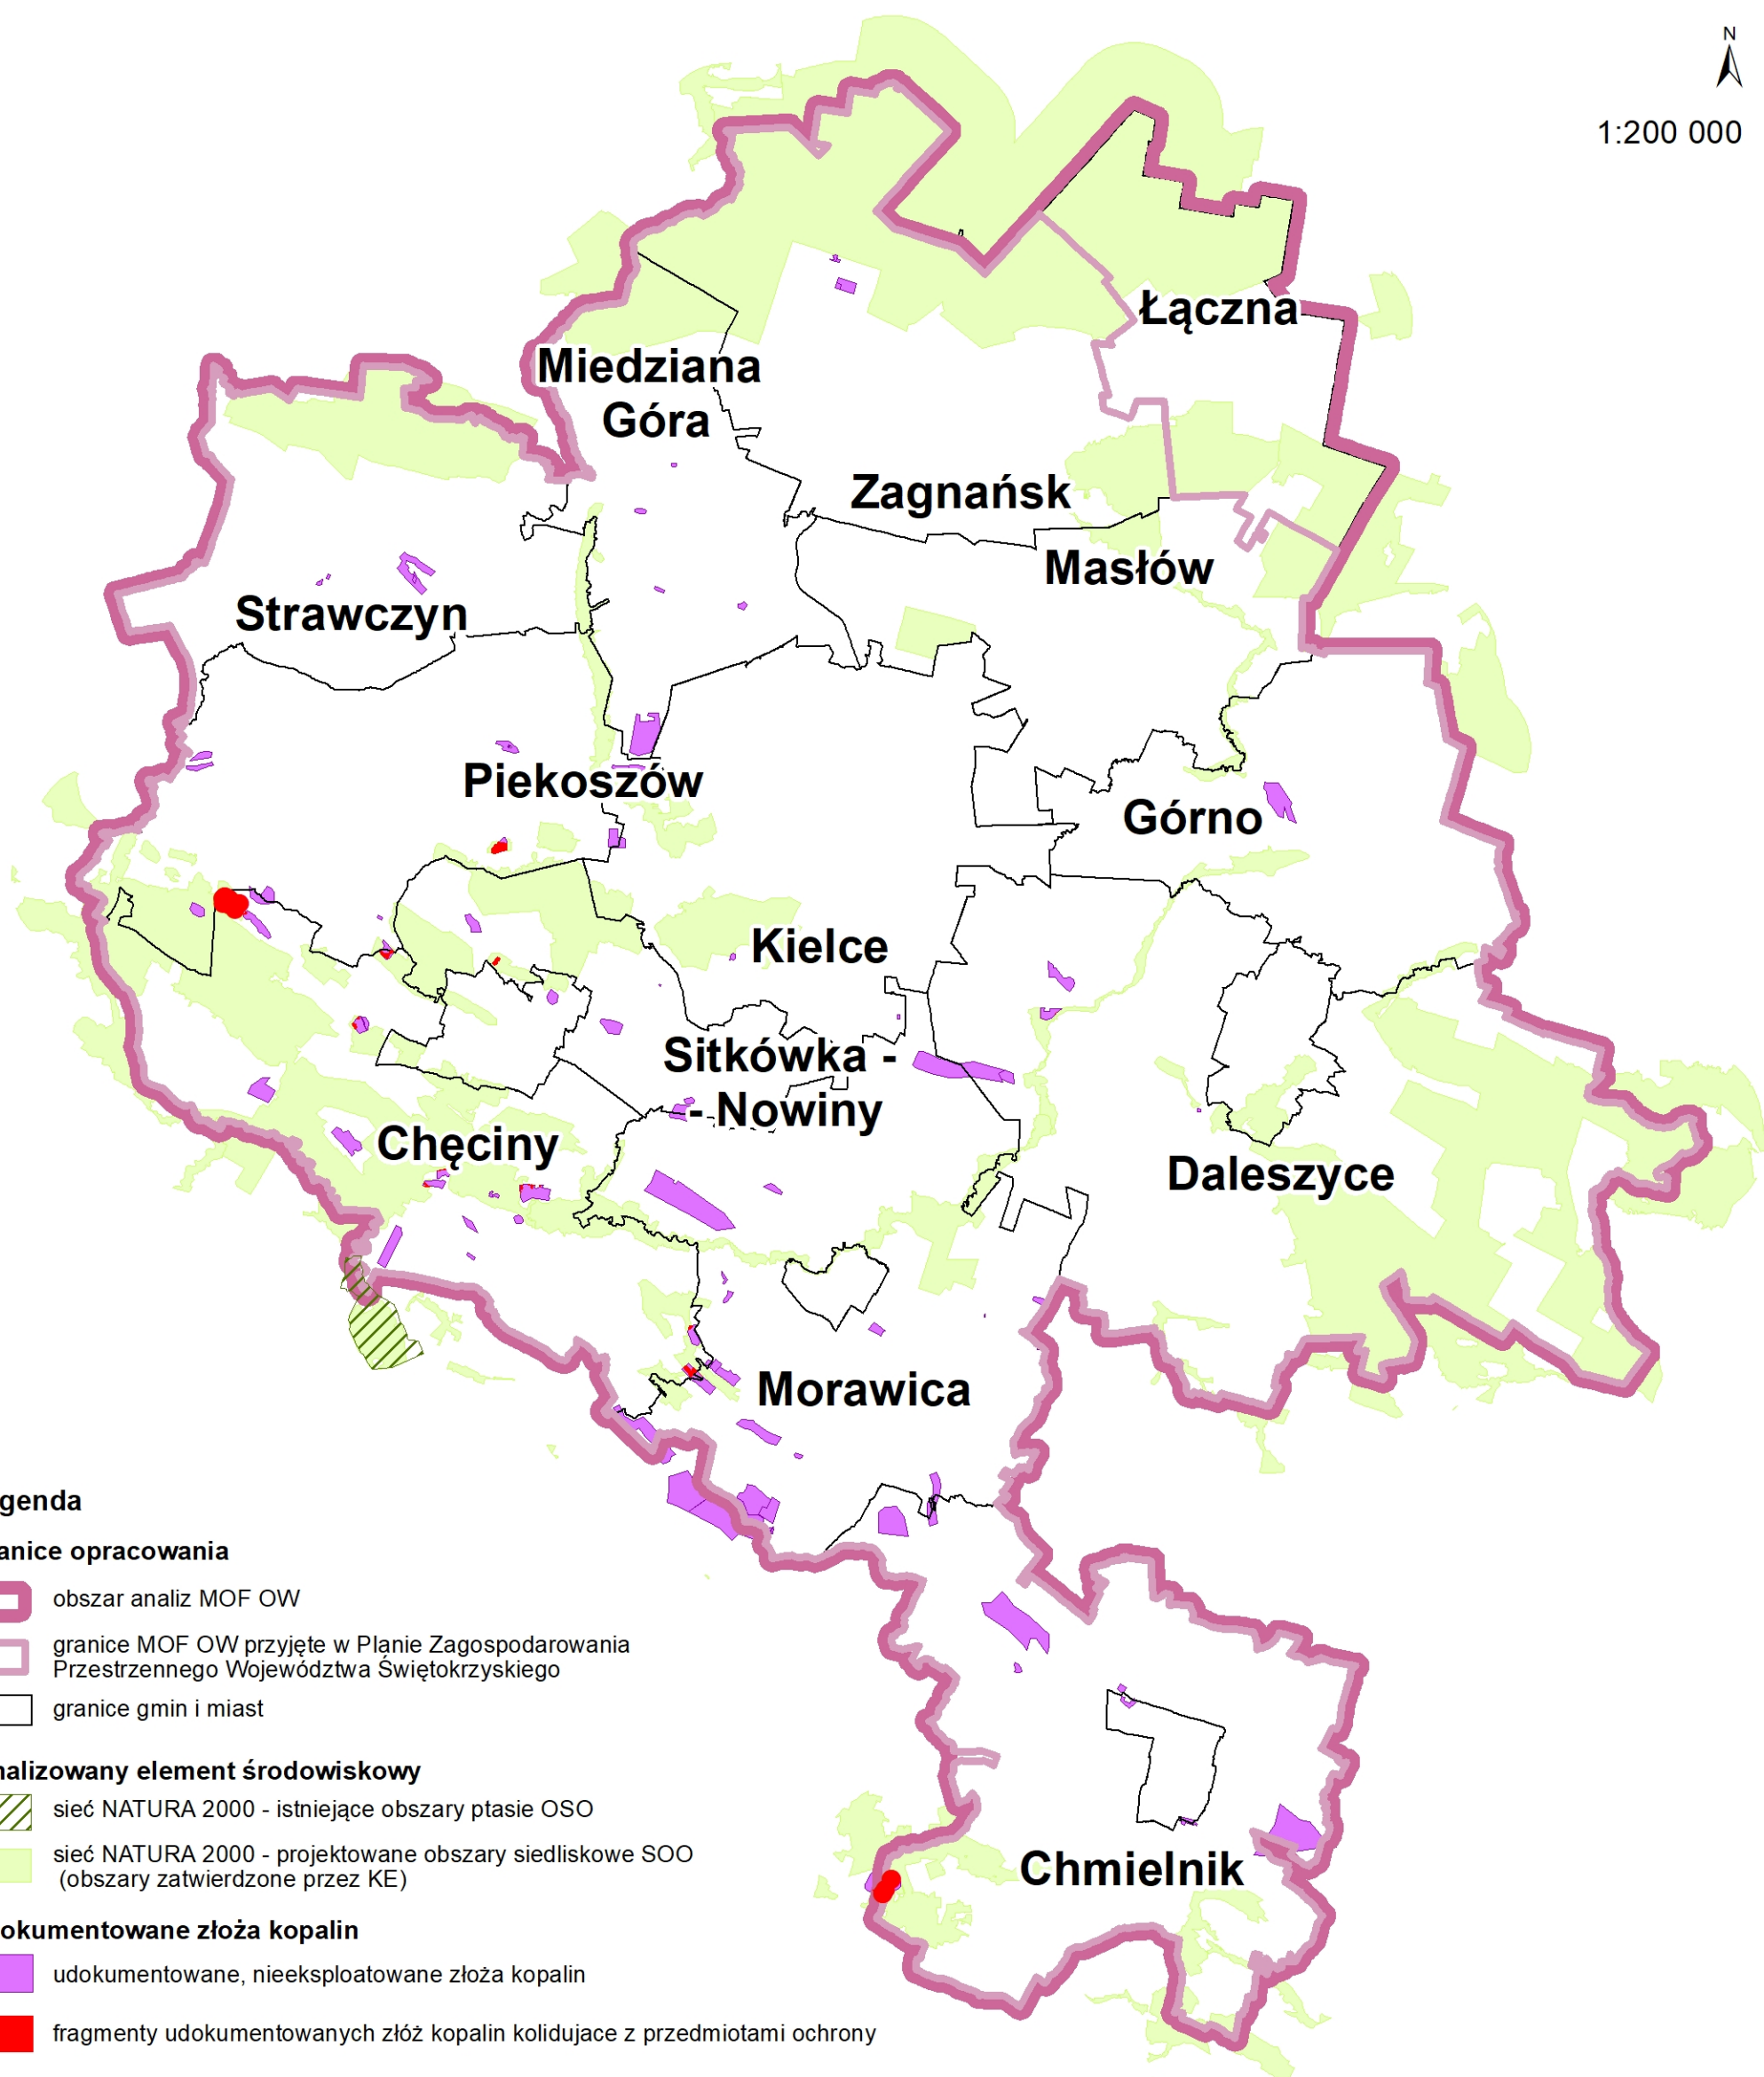 N
1:200 000
Łączna
Miedziana
Góra
Zagnańsk
Masłów
Strawczyn
Piekoszów
Górno
Kielce
Sitkówka -
- Nowiny
Chęciny
Daleszyce
Morawica
Chmielnik
genda
anice opracowania
obszar analiz MOF OW
granice MOF OW przyjęte w Planie Zagospodarowania
Przestrzennego Województwa Świętokrzyskiego
granice gmin i miast
nalizowany element środowiskowy
sieć NATURA 2000 - istniejące obszary ptasie OSO
sieć NATURA 2000 - projektowane obszary siedliskowe SOO
(obszary zatwierdzone przez KE)
okumentowane złoża kopalin
udokumentowane, nieeksploatowane złoża kopalin
fragmenty udokumentowanych złóż kopalin kolidujace z przedmiotami ochrony